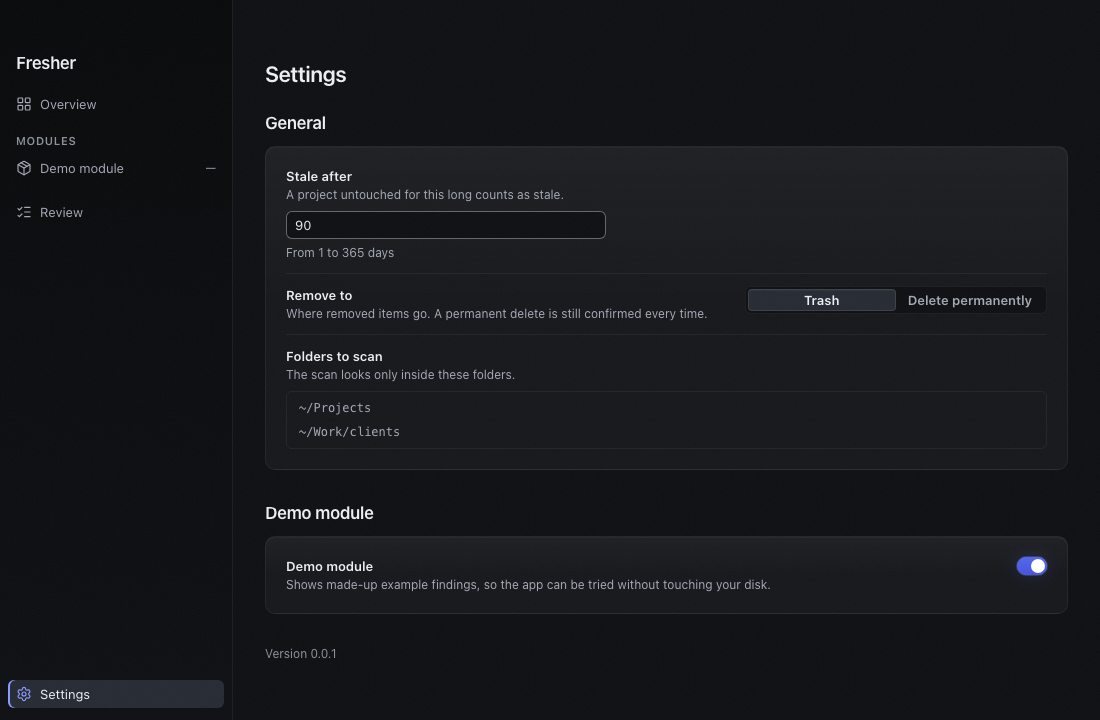 Fresher
Overview
MODULES
Demo module
Review
Settings
Settings
General
Stale after
A project untouched for this long counts as stale.
90
From 1 to 365 days
Remove to
Where removed items go. A permanent delete is still confirmed every time.
Trash
Delete permanently
Folders to scan
The scan looks only inside these folders.
~/Projects
~/Work/clients
Demo module
Demo module
Shows made-up example findings, so the app can be tried without touching your disk.
Version 0.0.1